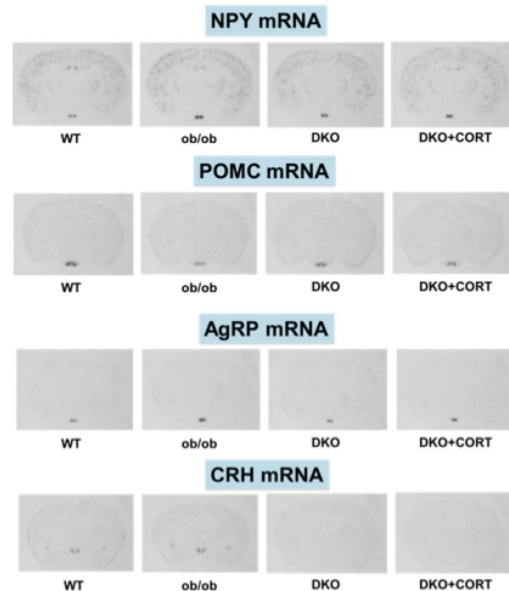 NPY mRNA
WT ob/ob DKO DKO+CORT
POMC mRNA
WT ob/ob DKO DKO+CORT
AgRP mRNA
WT ob/ob DKO DKO+CORT
CRH mRNA
WT ob/ob DKO DKO+CORT